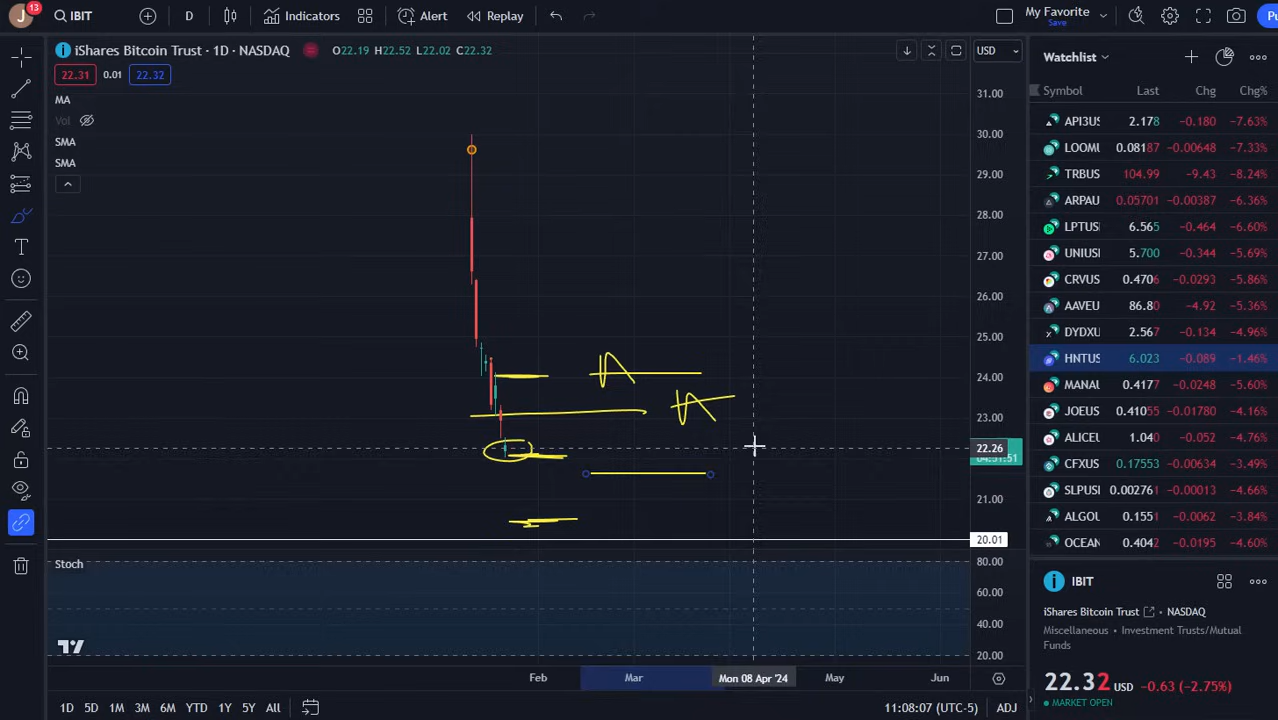 J 13 IBIT D Indicators Alert Replay My Favorite Save Pu
iShares Bitcoin Trust · 1D · NASDAQ O22.19 H22.52 L22.02 C22.32 USD
22.31 0.01 22.32
MA
Vol
SMA
SMA
31.00
30.00
29.00
28.00
27.00
26.00
25.00
24.00
23.00
22.26
21.00
20.01
Stoch
80.00
60.00
40.00
20.00
Feb Mar Mon 08 Apr '24 May Jun
1D 5D 1M 3M 6M YTD 1Y 5Y All 11:08:07 (UTC-5) ADJ
Watchlist
Symbol Last Chg Chg%
API3US 2.178 −0.180 −7.63%
LOOMU 0.08187 −0.00648 −7.33%
TRBUS 104.99 −9.43 −8.24%
ARPAU 0.05701 −0.00387 −6.36%
LPTUS 6.565 −0.464 −6.60%
UNIUSI 5.700 −0.344 −5.69%
CRVUS 0.4706 −0.0293 −5.86%
AAVEU 86.80 −4.92 −5.36%
DYDXU 2.567 −0.134 −4.96%
HNTUS 6.023 −0.089 −1.46%
MANAU 0.4177 −0.0248 −5.60%
JOEUS 0.41055 −0.01780 −4.16%
ALICEU 1.040 −0.052 −4.76%
CFXUS 0.17553 −0.00634 −3.49%
SLPUS 0.002761 −0.00013 −4.66%
ALGOU 0.1551 −0.0062 −3.84%
OCEAN 0.4042 −0.0195 −4.60%
IBIT
iShares Bitcoin Trust • NASDAQ
Miscellaneous • Investment Trusts/Mutual
Funds
22.32 USD −0.63 (−2.75%)
MARKET OPEN